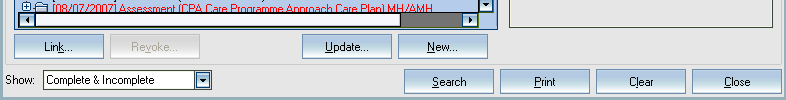 [08/07/2007] Assessment [CPA Care Programme Approach Care Plan] MH/AMH
Link... Revoke... Update... New...
Show: Complete & Incomplete Search Print Clear Close